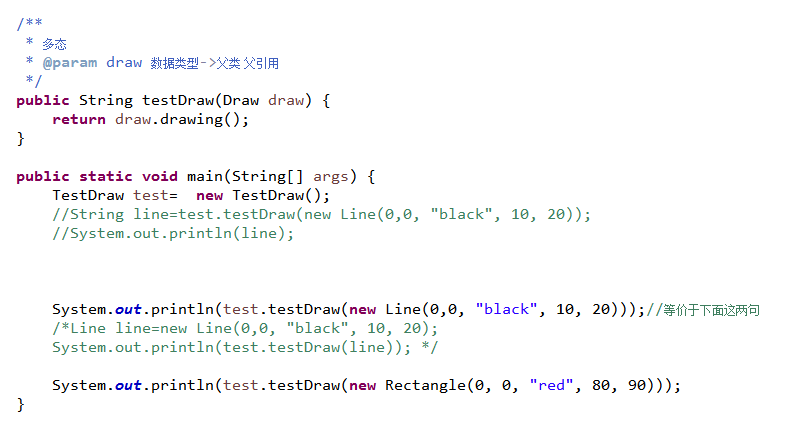 /**
 * 多态
 * @param draw 数据类型->父类 父引用
 */
public String testDraw(Draw draw) {
    return draw.drawing();
}
public static void main(String[] args) {
    TestDraw test=  new TestDraw();
    //String line=test.testDraw(new Line(0,0, "black", 10, 20));
    //System.out.println(line);
    System.out.println(test.testDraw(new Line(0,0, "black", 10, 20)));//等价于下面这两句
    /*Line line=new Line(0,0, "black", 10, 20);
    System.out.println(test.testDraw(line)); */
    System.out.println(test.testDraw(new Rectangle(0, 0, "red", 80, 90)));
}